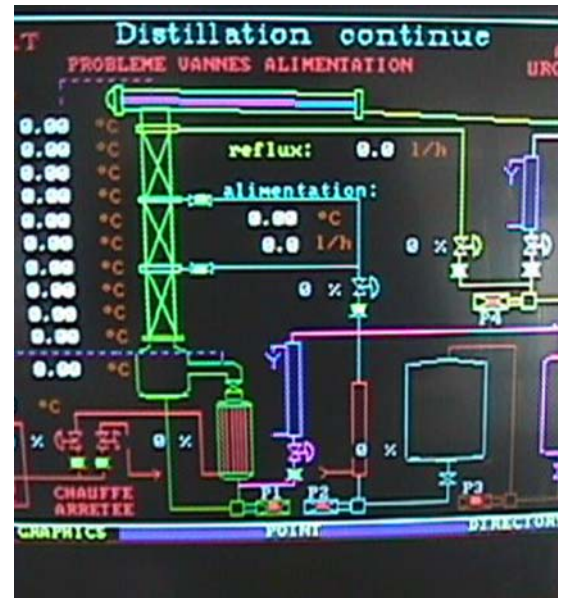 Distillation continue
PROBLEME VANNES ALIMENTATION
URG
0.00 °C
0.00 °C
0.00 °C
0.00 °C
0.00 °C
0.00 °C
0.00 °C
0.00 °C
0.00 °C
0.00 °C
0.00 °C
°C
reflux: 0.0 l/h
alimentation:
0.00 °C
0.0 l/h
0 %
0 %
%
0 %
0 %
P4
P1
P2
P3
CHAUFFE
ARRETEE
GRAPHICS
POINT
DIRECTOR